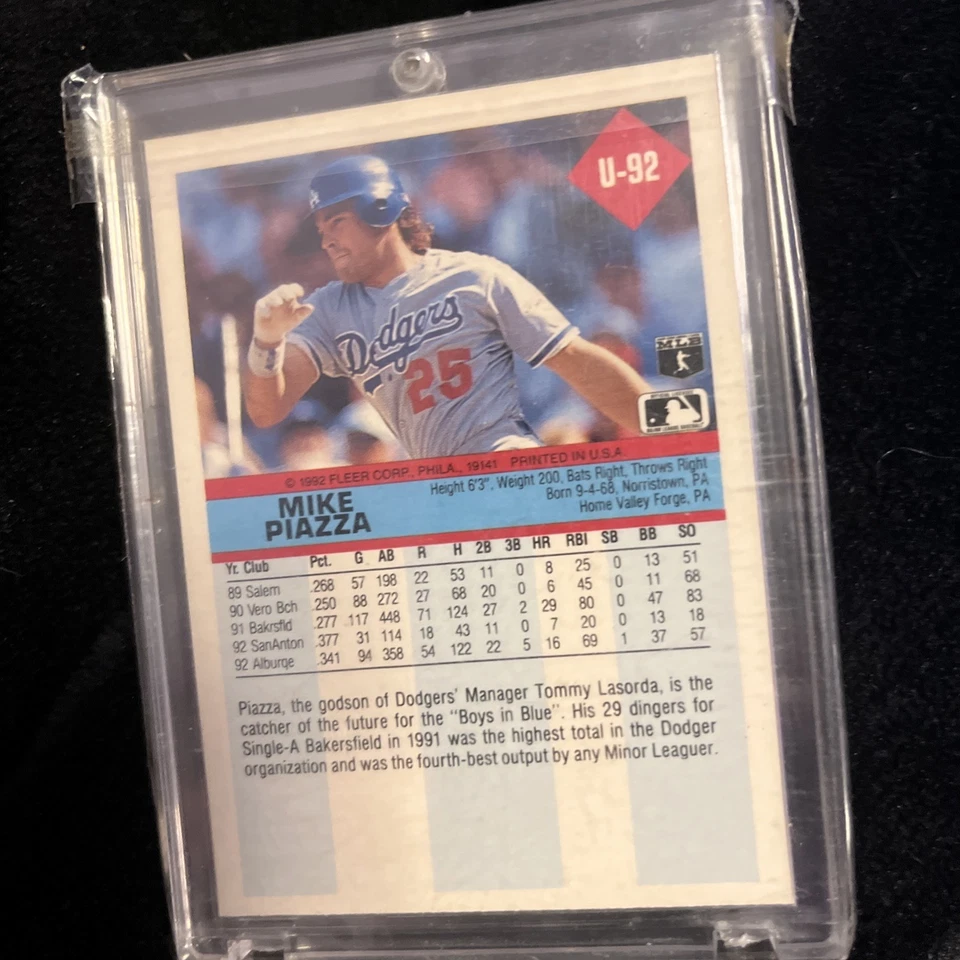 U-92
Dodgers
25
MLB
© 1992 FLEER CORP., PHILA., 19141 PRINTED IN U.S.A.
MIKE
PIAZZA
Height 6'3", Weight 200, Bats Right, Throws Right
Born 9-4-68, Norristown, PA
Home Valley Forge, PA
Yr. Club Pct. G AB R H 2B 3B HR RBI SB BB SO
89 Salem .268 57 198 22 53 11 0 8 25 0 13 51
90 Vero Bch .250 88 272 27 68 20 0 6 45 0 11 68
91 Bakrsfld .277 117 448 71 124 27 2 29 80 0 47 83
92 SanAnton .377 31 114 18 43 11 0 7 20 0 13 18
92 Alburqe .341 94 358 54 122 22 5 16 69 1 37 57
Piazza, the godson of Dodgers' Manager Tommy Lasorda, is the
catcher of the future for the "Boys in Blue". His 29 dingers for
Single-A Bakersfield in 1991 was the highest total in the Dodger
organization and was the fourth-best output by any Minor Leaguer.